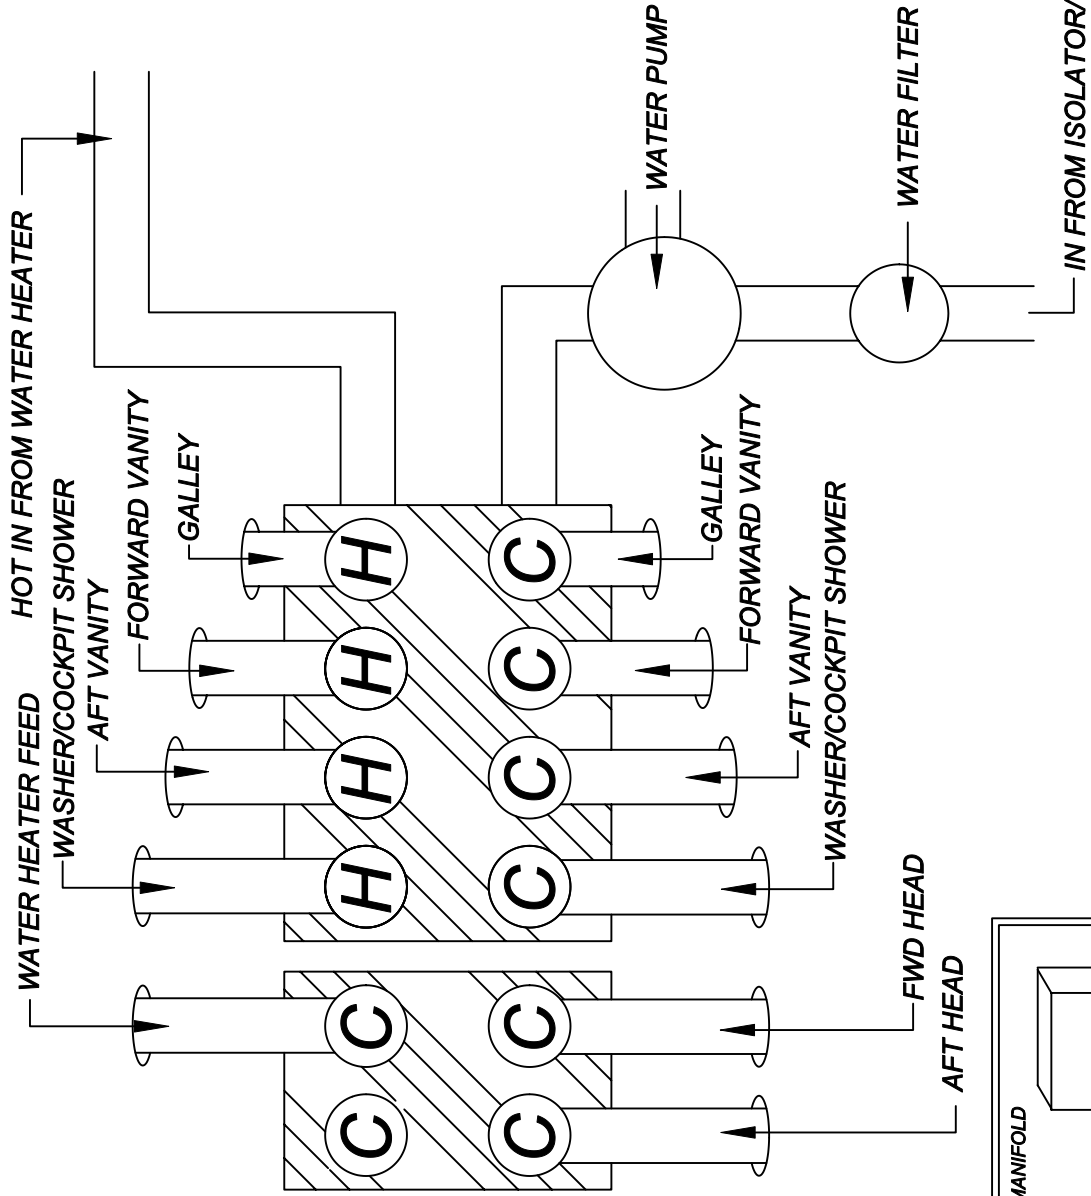 HOT IN FROM WATER HEATER
WATER HEATER FEED
WASHER/COCKPIT SHOWER
AFT VANITY
FORWARD VANITY
GALLEY
H
H
H
H
C
C
C
C
C
C
C
C
GALLEY
FORWARD VANITY
AFT VANITY
WASHER/COCKPIT SHOWER
FWD HEAD
AFT HEAD
WATER PUMP
WATER FILTER
IN FROM ISOLATOR/
MANIFOLD